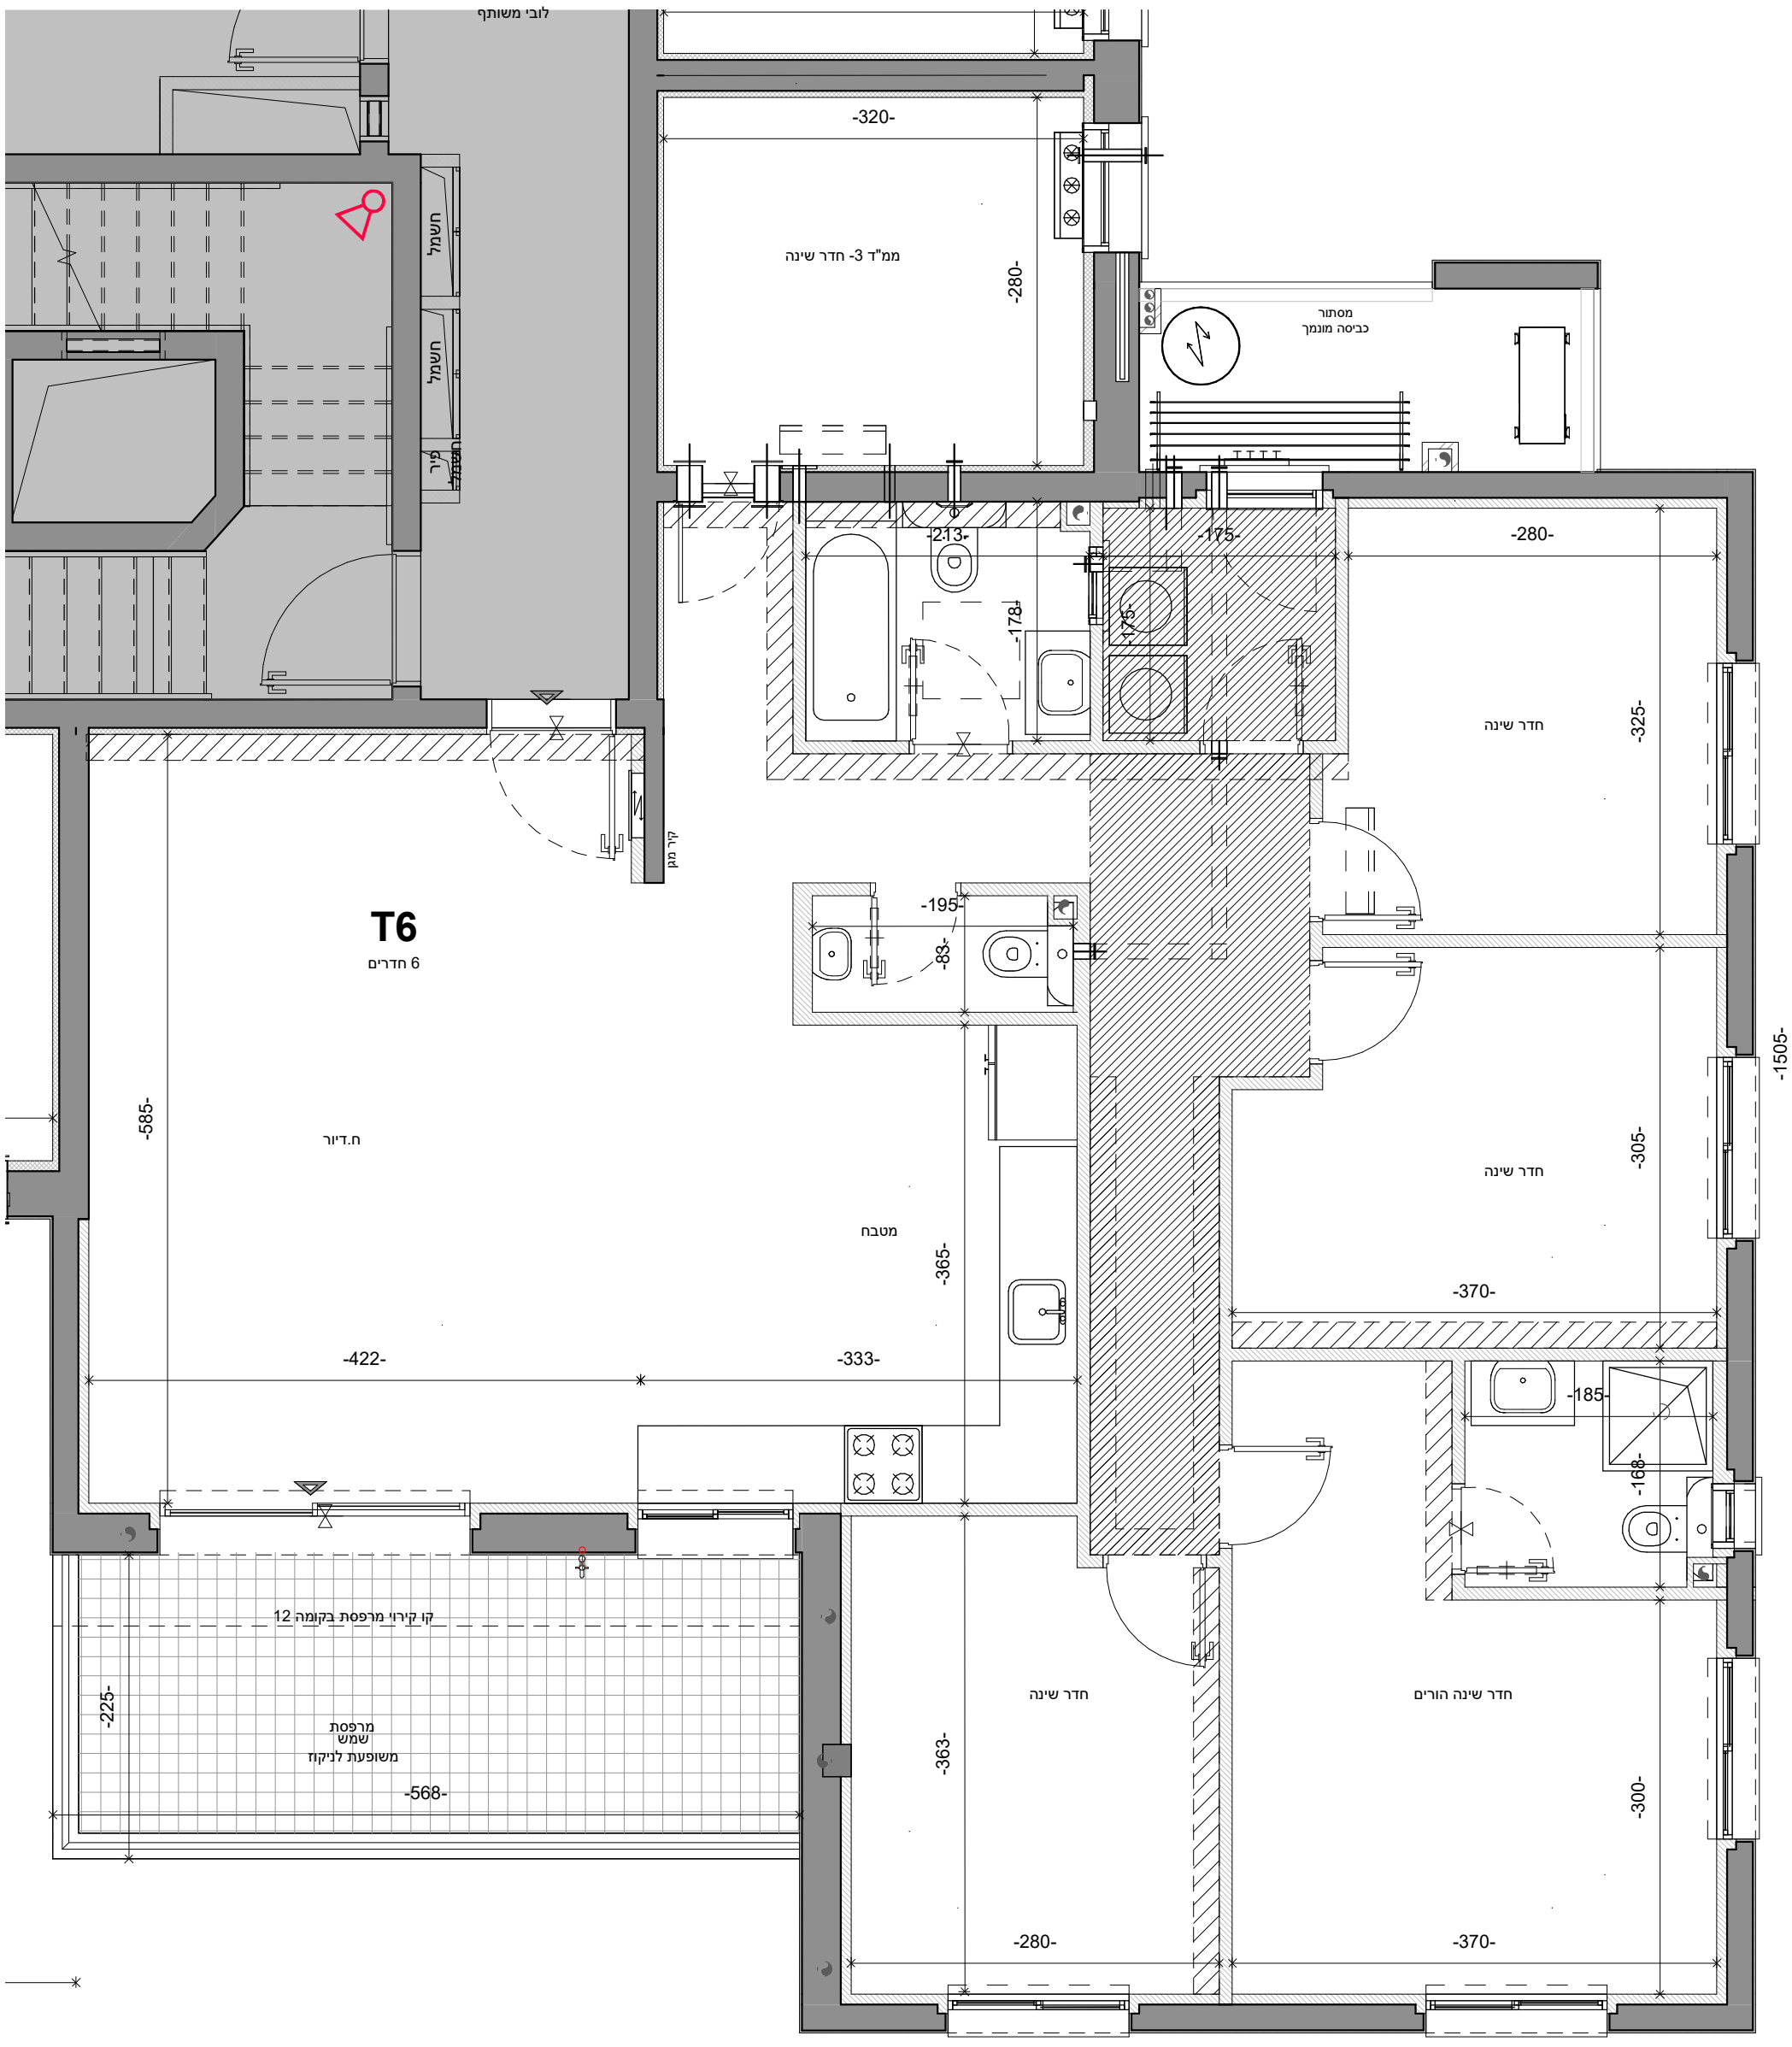 לובי משותף
-320-
חשמל
ממ"ד 3- חדר שינה
-280-
מסתור
כביסה מונמך
חשמל
פיר
חשמל
-213-
-175-
-280-
-178-
-175-
חדר שינה
-325-
קיר מגן
T6
6 חדרים
-195-
-83-
-1505-
-585-
ח.דיור
חדר שינה
-305-
מטבח
-365-
-370-
-422-
-333-
-185-
-168-
קו קירוי מרפסת בקומה 12
-225-
מרפסת
שמש
משופעת לניקוז
חדר שינה
חדר שינה הורים
-363-
-568-
-300-
-280-
-370-